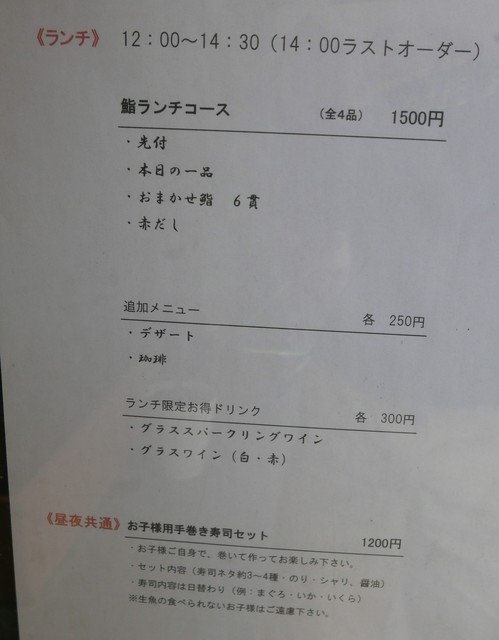 《ランチ》 12:00～14:30（14:00ラストオーダー）
鮨ランチコース （全4品） 1500円
・先付
・本日の一品
・おまかせ鮨 6貫
・赤だし
追加メニュー 各 250円
・デザート
・珈琲
ランチ限定お得ドリンク 各 300円
・グラススパークリングワイン
・グラスワイン（白・赤）
《昼夜共通》 お子様用手巻き寿司セット 1200円
・お子様ご自身で、巻いて作ってお楽しみ下さい。
・セット内容（寿司ネタ約3～4種・のり・シャリ、醤油）
・寿司内容は日替わり（例：まぐろ・いか・いくら）
※生魚の食べられないお子様はご遠慮下さい。